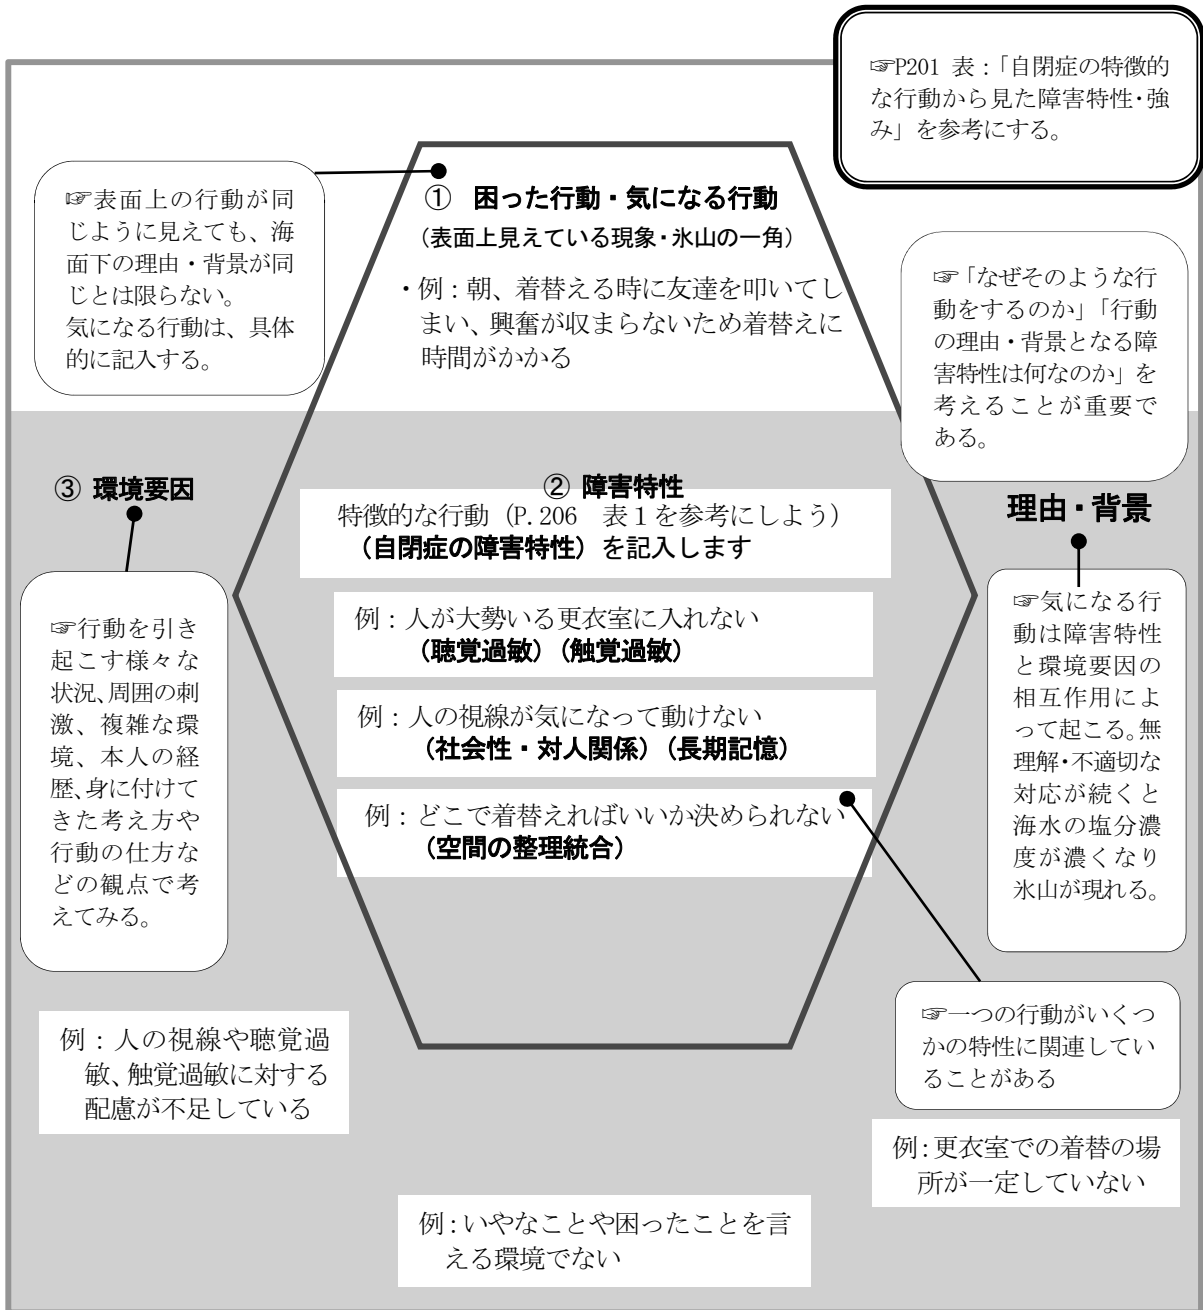 ☞P201 表：「自閉症の特徴的
な行動から見た障害特性・強
み」を参考にする。
☞表面上の行動が同
じように見えても、海
面下の理由・背景が同
じとは限らない。
気になる行動は、具体
的に記入する。
① 困った行動・気になる行動
（表面上見えている現象・氷山の一角）
・例：朝、着替える時に友達を叩いてし
まい、興奮が収まらないため着替えに
時間がかかる
☞「なぜそのような行
動をするのか」「行動
の理由・背景となる障
害特性は何なのか」を
考えることが重要で
ある。
③ 環境要因
② 障害特性
特徴的な行動（P.206 表１を参考にしよう）
（自閉症の障害特性）を記入します
理由・背景
例：人が大勢いる更衣室に入れない
（聴覚過敏）（触覚過敏）
例：人の視線が気になって動けない
（社会性・対人関係）（長期記憶）
例：どこで着替えればいいか決められない
（空間の整理統合）
☞行動を引き
起こす様々な
状況、周囲の刺
激、複雑な環
境、本人の経
歴、身に付けて
きた考え方や
行動の仕方な
どの観点で考
えてみる。
☞気になる行
動は障害特性
と環境要因の
相互作用によ
って起こる。無
理解・不適切な
対応が続くと
海水の塩分濃
度が濃くなり
氷山が現れる。
☞一つの行動がいくつ
かの特性に関連してい
ることがある
例：人の視線や聴覚過
敏、触覚過敏に対する
配慮が不足している
例：更衣室での着替の場
所が一定していない
例：いやなことや困ったことを言
える環境でない